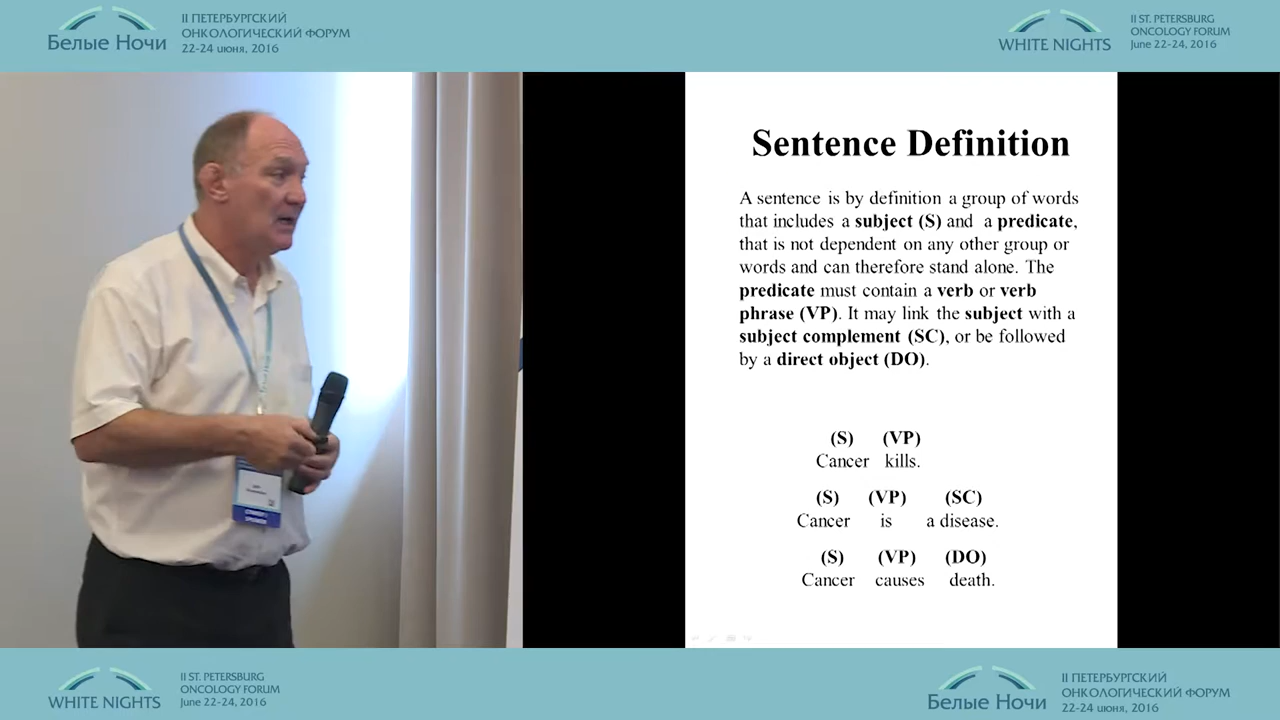 Белые Ночи
II ПЕТЕРБУРГСКИЙ
ОНКОЛОГИЧЕСКИЙ ФОРУМ
22-24 июня, 2016
WHITE NIGHTS
II ST. PETERSBURG
ONCOLOGY FORUM
June 22-24, 2016
Sentence Definition
A sentence is by definition a group of words
that includes a subject (S) and a predicate,
that is not dependent on any other group or
words and can therefore stand alone. The
predicate must contain a verb or verb
phrase (VP). It may link the subject with a
subject complement (SC), or be followed
by a direct object (DO).
(S) (VP)
Cancer kills.
(S) (VP) (SC)
Cancer is a disease.
(S) (VP) (DO)
Cancer causes death.
SPEAKER
WHITE NIGHTS
II ST. PETERSBURG
ONCOLOGY FORUM
June 22-24, 2016
Белые Ночи
II ПЕТЕРБУРГСКИЙ
ОНКОЛОГИЧЕСКИЙ ФОРУМ
22-24 июня, 2016